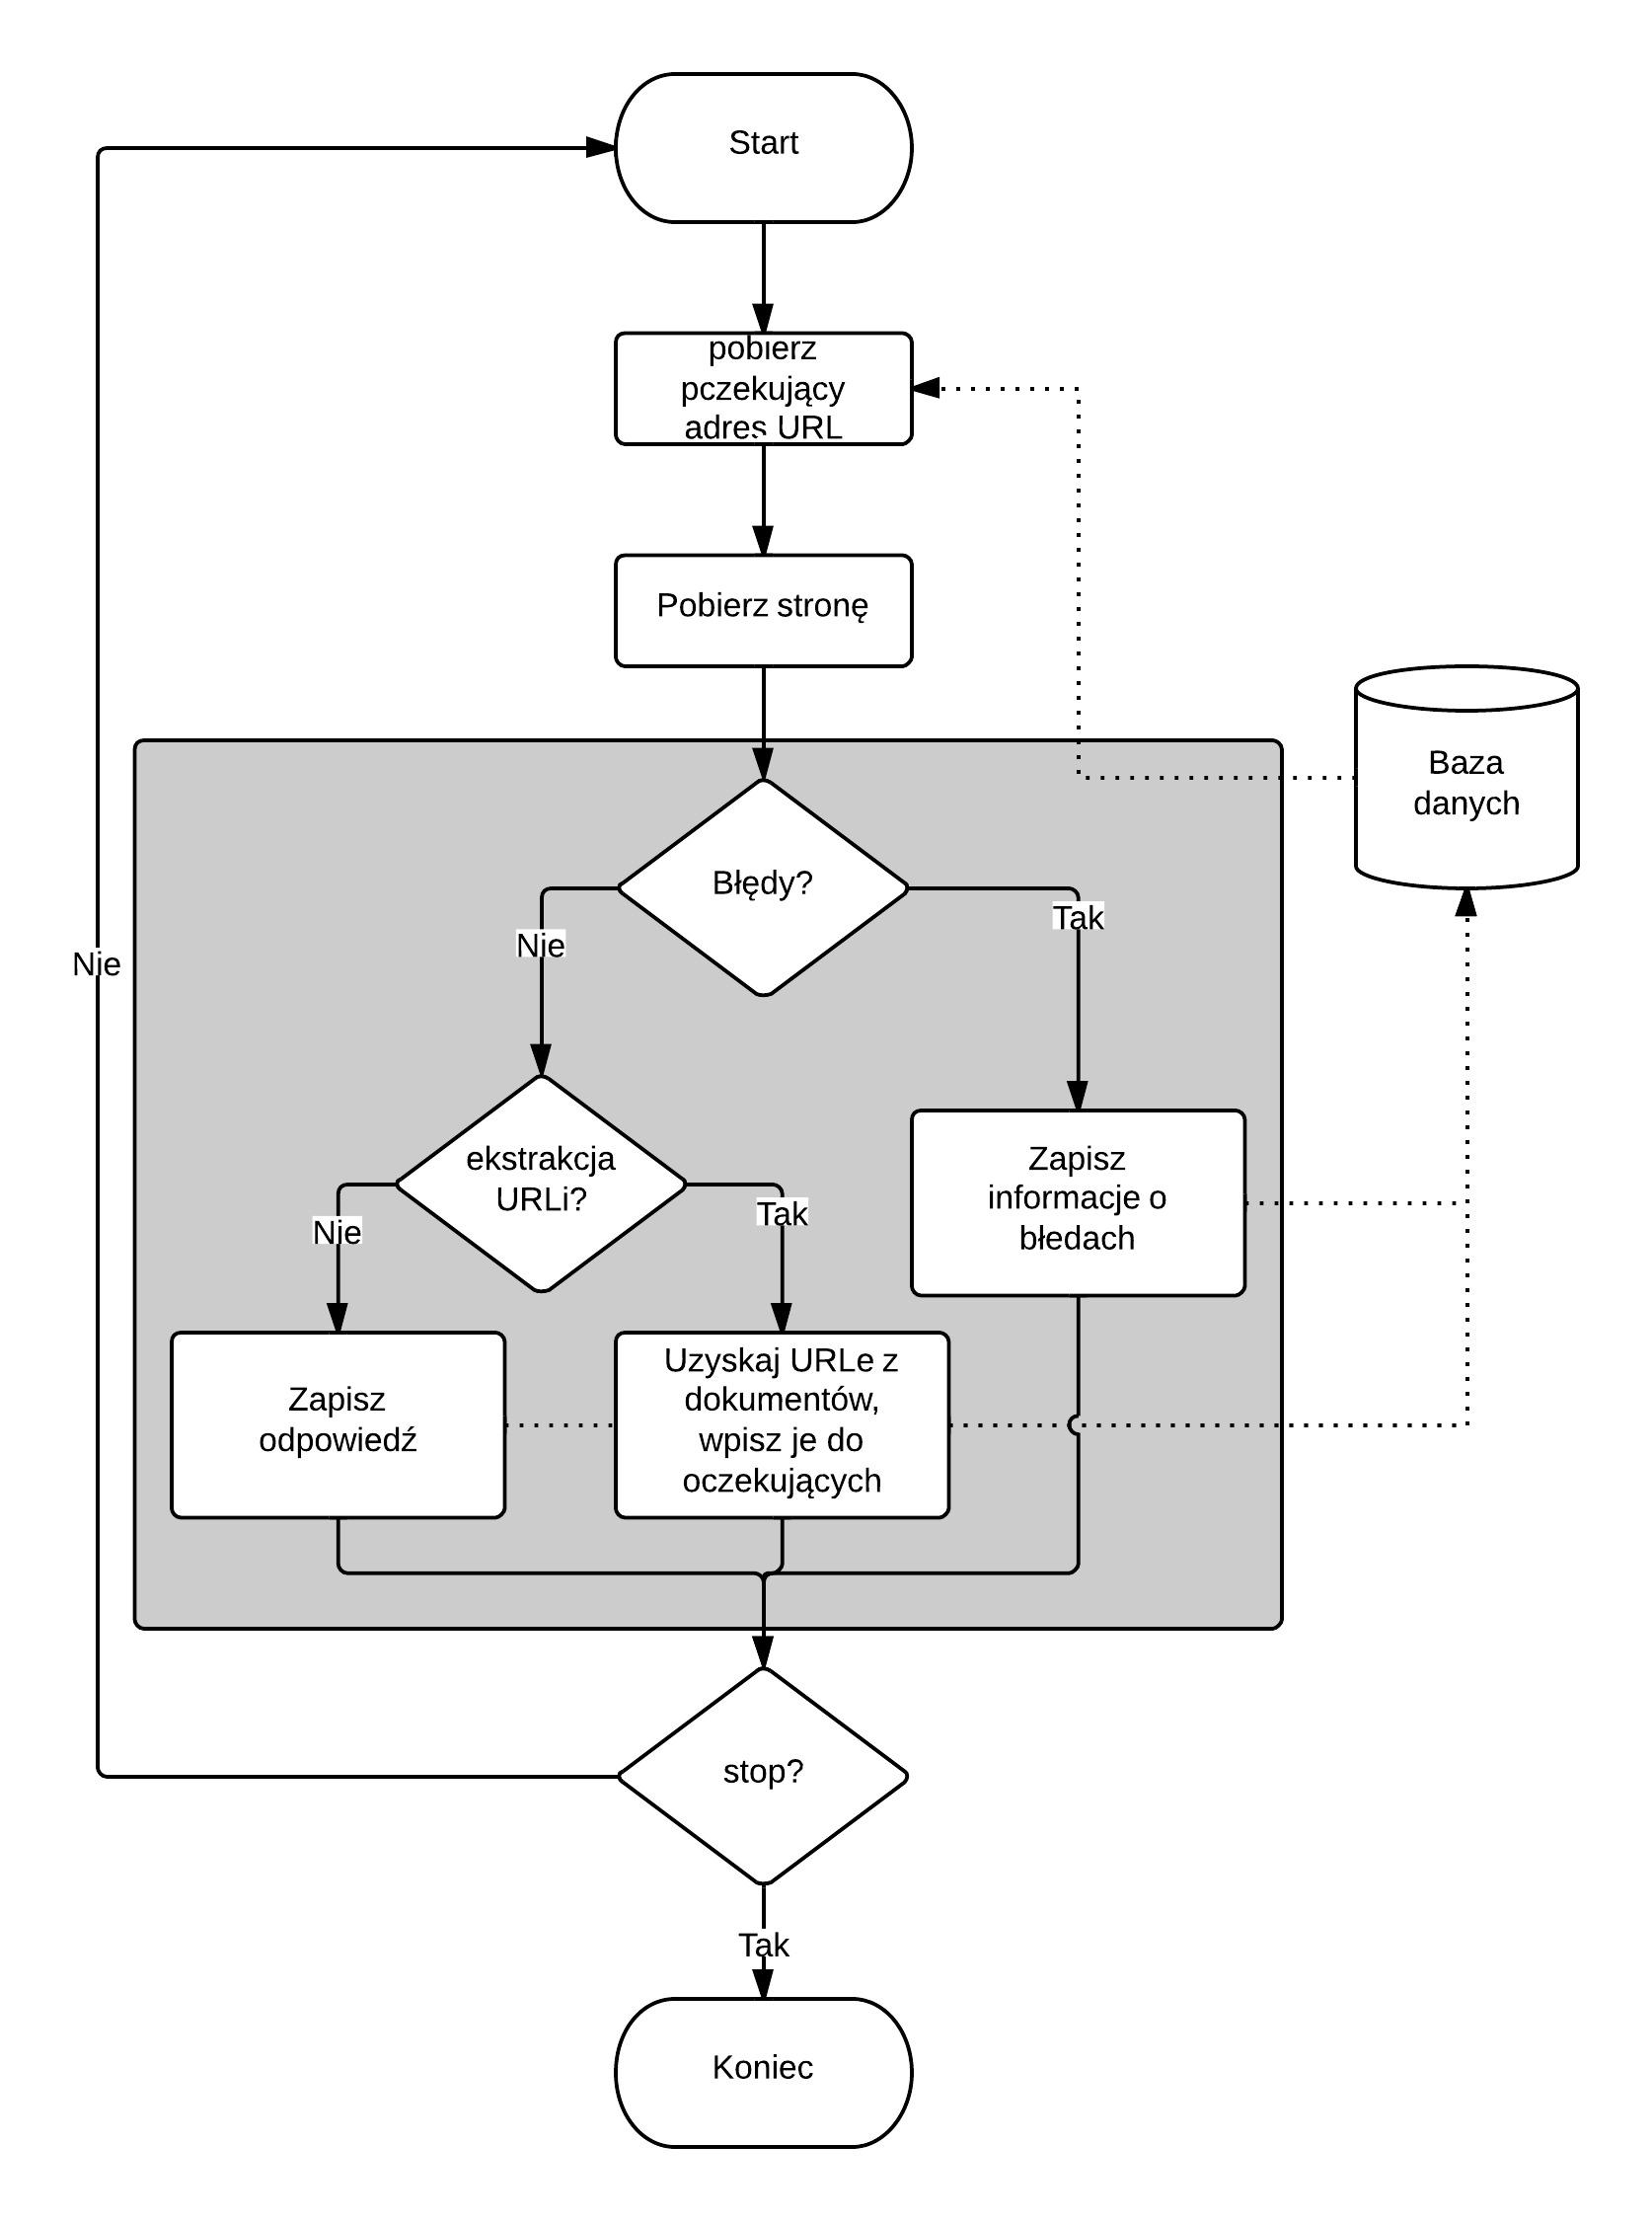 Start
pobierz
pczekujący
adres URL
Pobierz stronę
Baza
danych
Błędy?
Tak
Nie
Nie
ekstrakcja
URLi?
Zapisz
informacje o
błedach
Nie
Tak
Zapisz
odpowiedź
Uzyskaj URLe z
dokumentów,
wpisz je do
oczekujących
stop?
Tak
Koniec